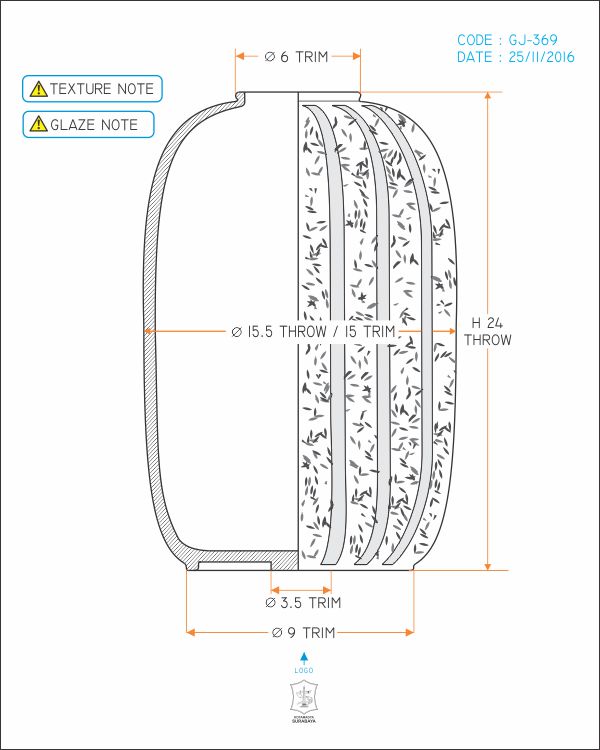 CODE : GJ-369
DATE : 25/11/2016
Ø 6 TRIM
TEXTURE NOTE
GLAZE NOTE
Ø 15.5 THROW / 15 TRIM
H 24
THROW
Ø 3.5 TRIM
Ø 9 TRIM
LOGO
KOTAMADYA
SURABAYA